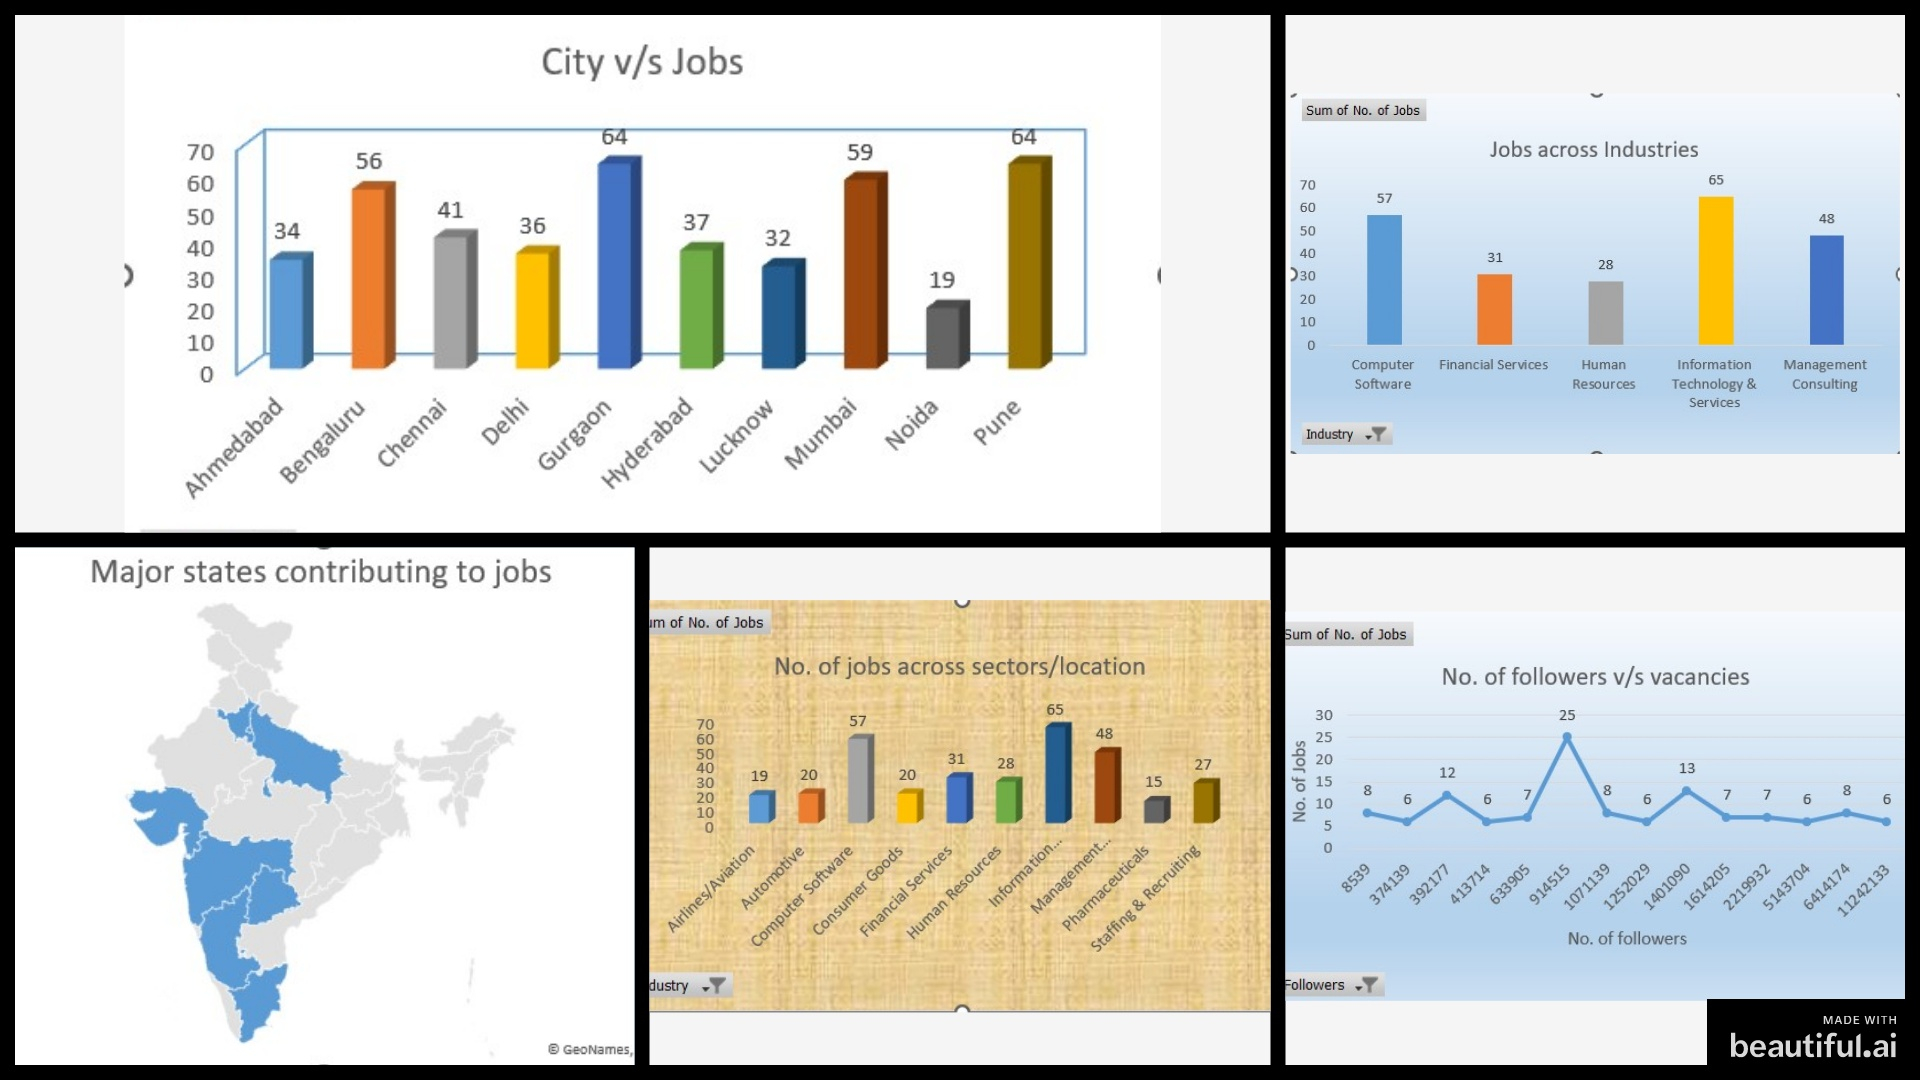 City v/s Jobs
70
60
50
40
30
20
10
0
34
56
41
36
64
37
32
59
19
64
Ahmedabad
Bengaluru
Chennai
Delhi
Gurgaon
Hyderabad
Lucknow
Mumbai
Noida
Pune
Sum of No. of Jobs
Jobs across Industries
70
60
50
40
30
20
10
0
57
31
28
65
48
Computer
Software
Financial Services
Human
Resources
Information
Technology &
Services
Management
Consulting
Industry
Major states contributing to jobs
© GeoNames,
um of No. of Jobs
No. of jobs across sectors/location
70
60
50
40
30
20
10
0
19
20
57
20
31
28
65
48
15
27
Airlines/Aviation
Automotive
Computer Software
Consumer Goods
Financial Services
Human Resources
Information...
Management...
Pharmaceuticals
Staffing & Recruiting
dustry
Sum of No. of Jobs
No. of followers v/s vacancies
No. of Jobs
30
25
20
15
10
5
0
8
6
12
6
7
25
8
6
13
7
7
6
8
6
8539
374139
392177
413714
633905
914515
1071139
1252029
1401090
1614205
2219932
5143704
6414174
11242133
No. of followers
Followers
MADE WITH
beautiful.ai